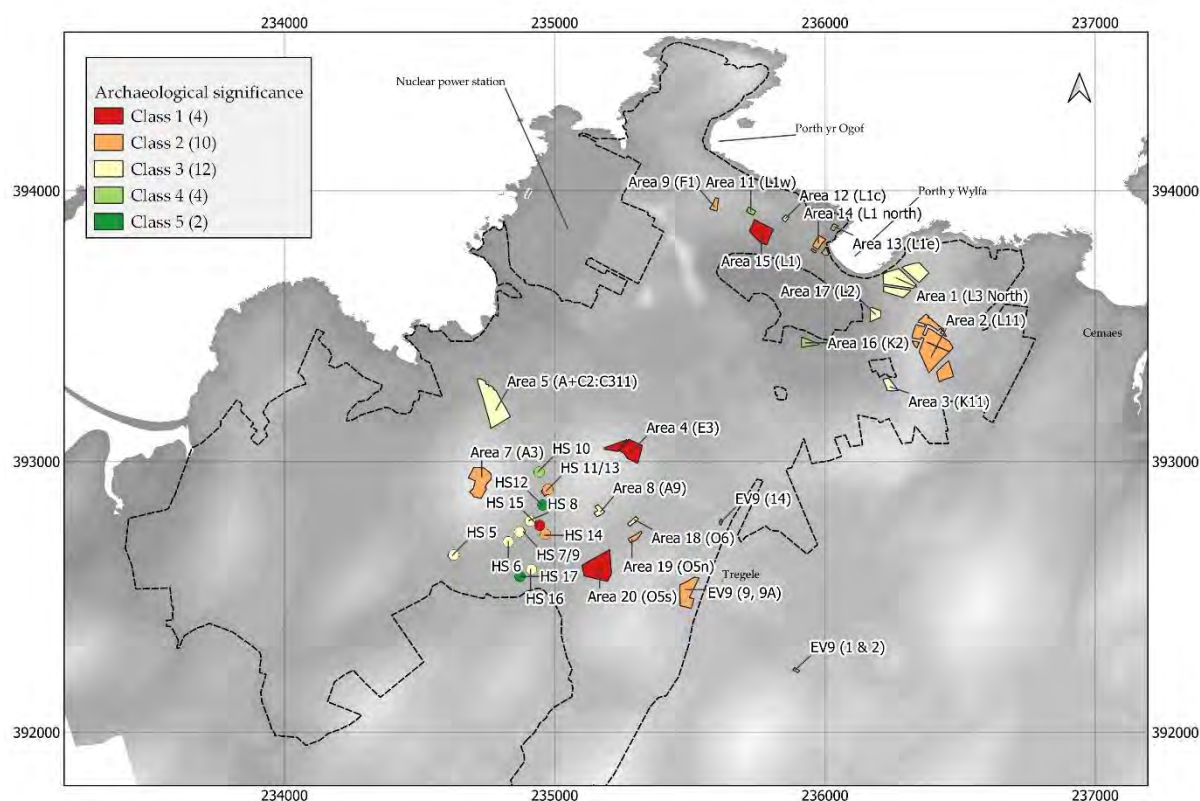 234000 235000 236000 237000
Archaeological significance
Class 1 (4)
Class 2 (10)
Class 3 (12)
Class 4 (4)
Class 5 (2)
Nuclear power station
Porth yr Ogof
394000 394000
Area 9 (F1) Area 11 (L1w)
Porth y Wylfa
Area 12 (L1c)
Area 14 (L1 north)
Area 13 (L1e)
Area 15 (L1)
Area 17 (L2)
Area 1 (L3 North)
Area 2 (L11)
Cemaes
Area 16 (K2)
Area 5 (A+C2:C311)
Area 3 (K11)
Area 4 (E3)
Area 7 (A3)
HS 10
393000 393000
HS 11/13
HS12
Area 8 (A9)
HS 15
HS 8
EV9 (14)
HS 5
HS 14
Area 18 (O6)
HS 7/9
HS 6
Area 19 (O5n)
HS 17
Tregele
HS 16
Area 20 (O5s)
EV9 (9, 9A)
EV9 (1 & 2)
392000 392000
234000 235000 236000 237000